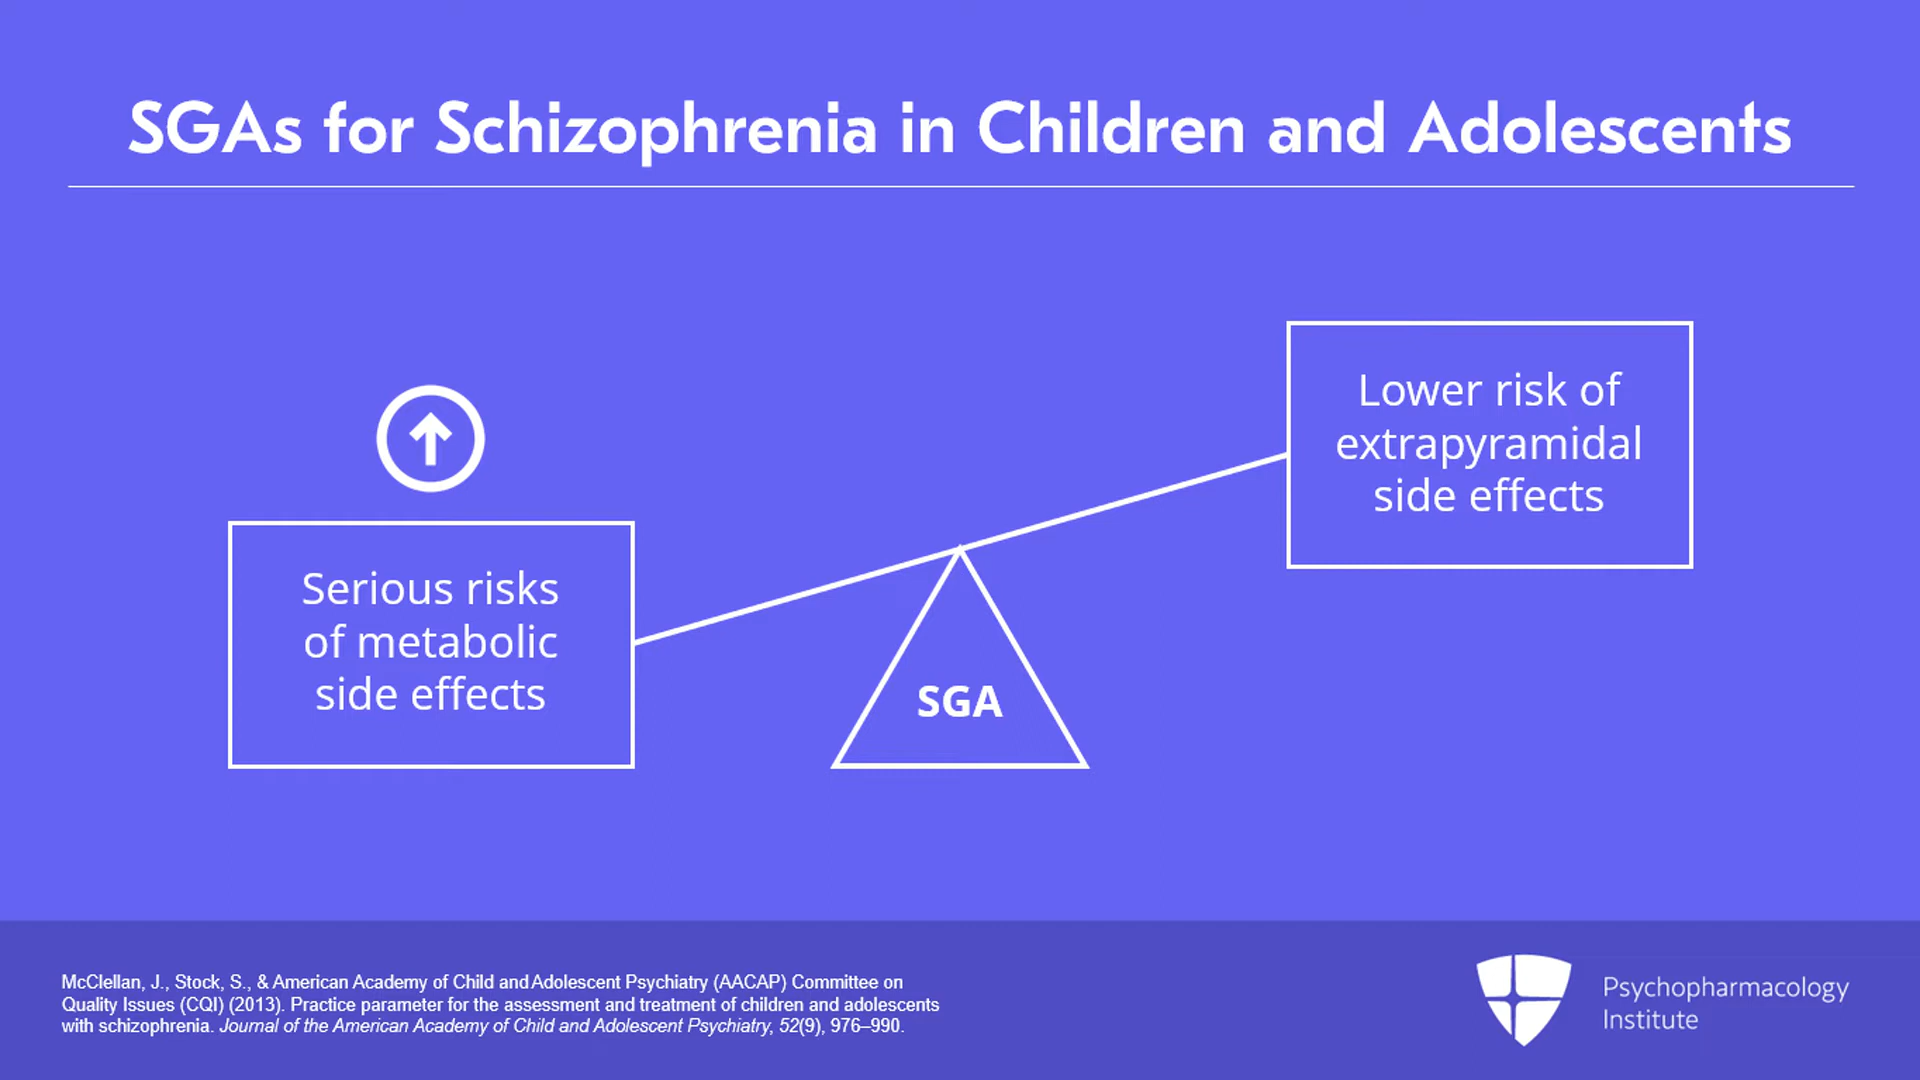 SGAs for Schizophrenia in Children and Adolescents
Lower risk of
extrapyramidal
side effects
Serious risks
of metabolic
side effects
SGA
McClellan, J., Stock, S., & American Academy of Child and Adolescent Psychiatry (AACAP) Committee on
Quality Issues (CQI) (2013). Practice parameter for the assessment and treatment of children and adolescents
with schizophrenia. Journal of the American Academy of Child and Adolescent Psychiatry, 52(9), 976–990.
Psychopharmacology
Institute